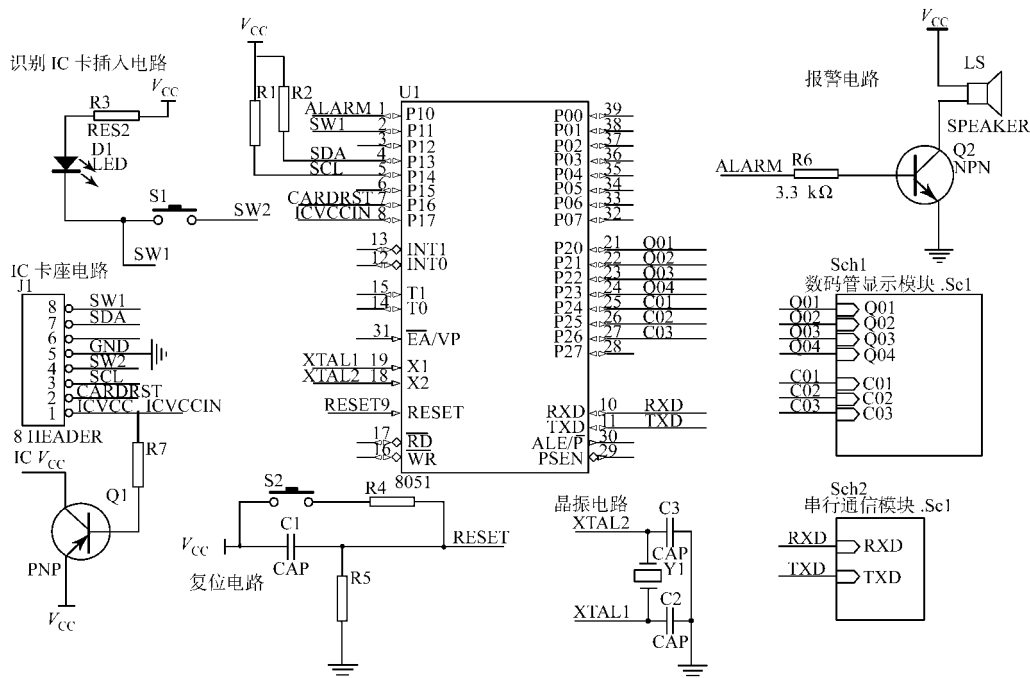 识别 IC 卡插入电路
VCC
R3
RES2
D1
LED
S1
SW2
SW1
VCC
R1
R2
U1
ALARM 1 P10
SW1 2 P11
3 P12
SDA 4 P13
SCL 5 P14
6 P15
CARDRST 7 P16
ICVCCIN 8 P17
13 INT1
12 INT0
15 T1
14 T0
31 EA/VP
XTAL1 19 X1
XTAL2 18 X2
RESET9 RESET
17 RD
16 WR
8051
P00 39
P01 38
P02 37
P03 36
P04 35
P05 34
P06 33
P07 32
P20 21 Q01
P21 22 Q02
P22 23 Q03
P23 24 Q04
P24 25 C01
P25 26 C02
P26 27 C03
P27 28
RXD 10 RXD
TXD 11 TXD
ALE/P 30
PSEN 29
报警电路
VCC
LS
SPEAKER
Q2
NPN
ALARM
R6
3.3 kΩ
IC 卡座电路
J1
8 SW1
7 SDA
6
5 GND
4 SW2
3 SCL
2 CARDRST
1 ICVCC ICVCCIN
8 HEADER
IC VCC
R7
Q1
PNP
VCC
S2
R4
C1
CAP
VCC
RESET
复位电路
R5
晶振电路
XTAL2
C3
CAP
Y1
XTAL1
C2
CAP
Sch1
数码管显示模块 .Sc1
Q01 Q01
Q02 Q02
Q03 Q03
Q04 Q04
C01 C01
C02 C02
C03 C03
Sch2
串行通信模块 .Sc1
RXD RXD
TXD TXD